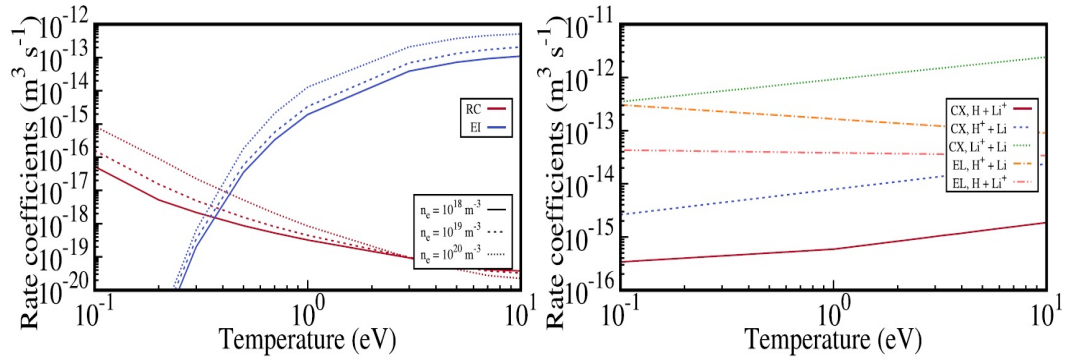 Rate coefficients (m³ s⁻¹)
10⁻¹²
10⁻¹³
10⁻¹⁴
10⁻¹⁵
10⁻¹⁶
10⁻¹⁷
10⁻¹⁸
10⁻¹⁹
10⁻²⁰
RC
EI
nₑ = 10¹⁸ m⁻³
nₑ = 10¹⁹ m⁻³
nₑ = 10²⁰ m⁻³
10⁻¹ 10⁰ 10¹
Temperature (eV)
Rate coefficients (m³ s⁻¹)
10⁻¹¹
10⁻¹²
10⁻¹³
10⁻¹⁴
10⁻¹⁵
10⁻¹⁶
CX, H + Li⁺
CX, H⁺ + Li
CX, Li⁺ + Li
EL, H⁺ + Li
EL, H + Li⁺
10⁻¹ 10⁰ 10¹
Temperature (eV)